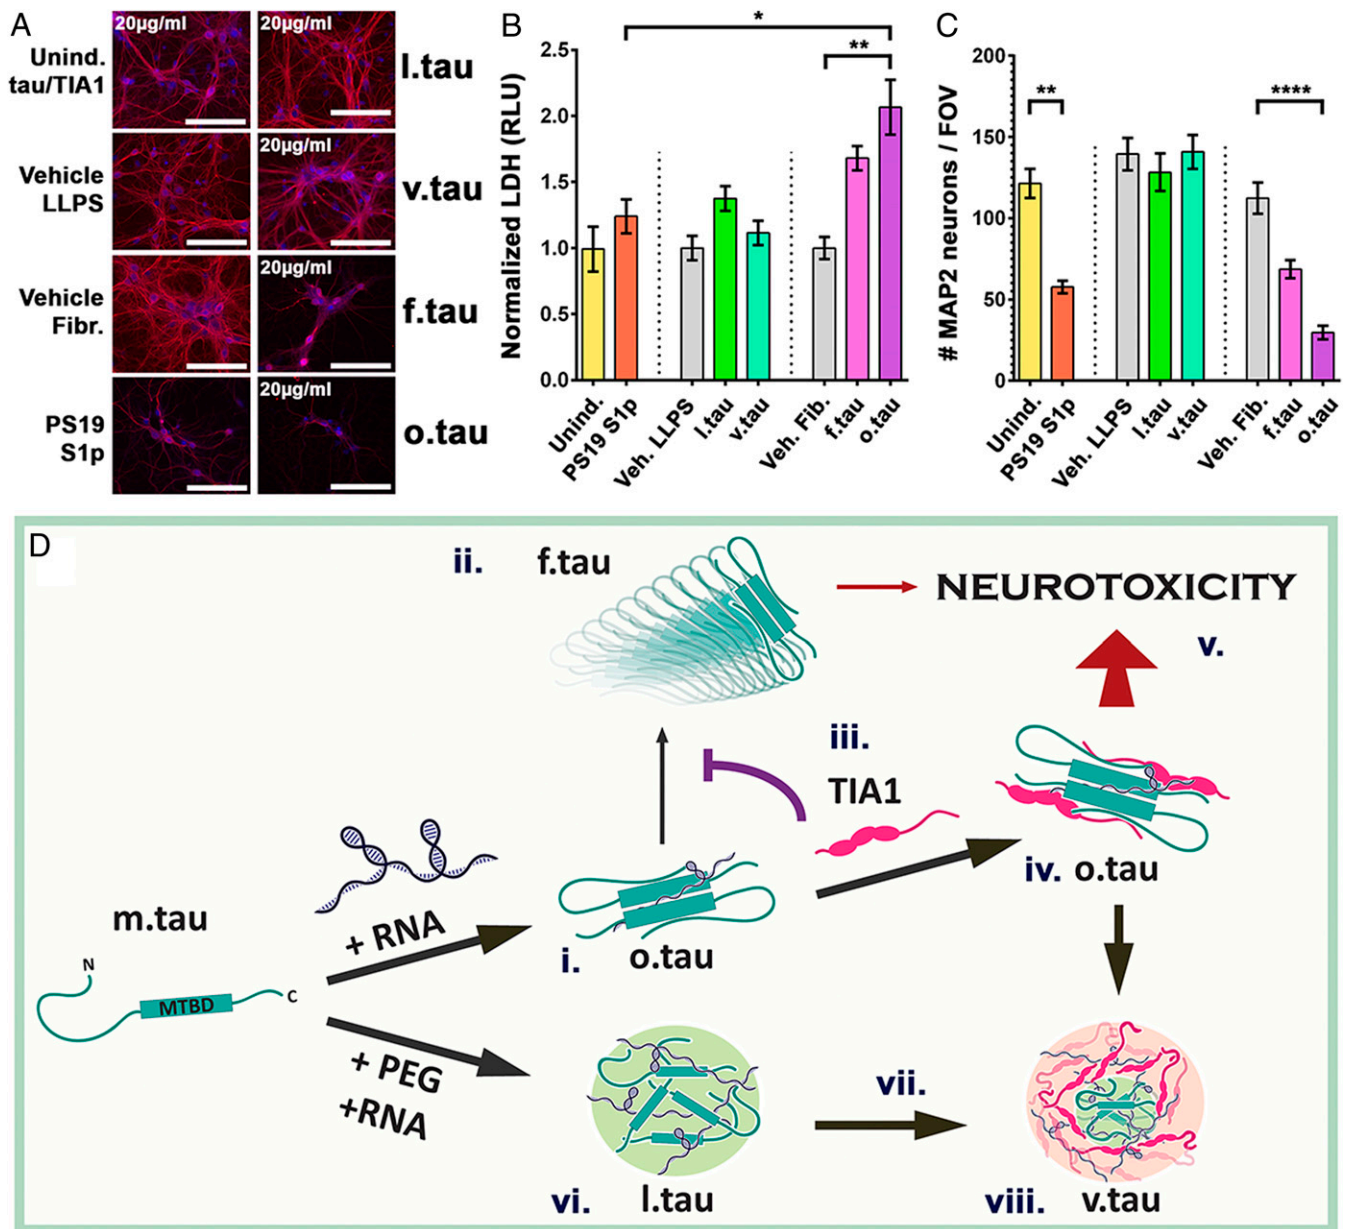 A
Unind.
tau/TIA1
20µg/ml
20µg/ml
l.tau
Vehicle
LLPS
20µg/ml
v.tau
Vehicle
Fibr.
20µg/ml
f.tau
PS19
S1p
20µg/ml
o.tau
B
Normalized LDH (RLU)
2.5
2.0
1.5
1.0
0.5
0.0
*
**
Unind.
PS19 S1p
Veh. LLPS
l.tau
v.tau
Veh. Fib.
f.tau
o.tau
C
# MAP2 neurons / FOV
200
150
100
50
0
**
****
Unind.
PS19 S1p
Veh. LLPS
l.tau
v.tau
Veh. Fib.
f.tau
o.tau
D
ii. f.tau
NEUROTOXICITY
v.
iii.
TIA1
iv. o.tau
m.tau
N
MTBD
C
+ RNA
i. o.tau
+ PEG
+RNA
vi. l.tau
vii.
viii. v.tau